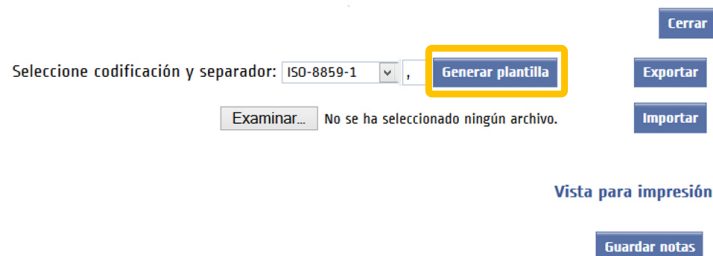 Cerrar
Seleccione codificación y separador: ISO-8859-1 , Generar plantilla Exportar
Examinar... No se ha seleccionado ningún archivo. Importar
Vista para impresión
Guardar notas